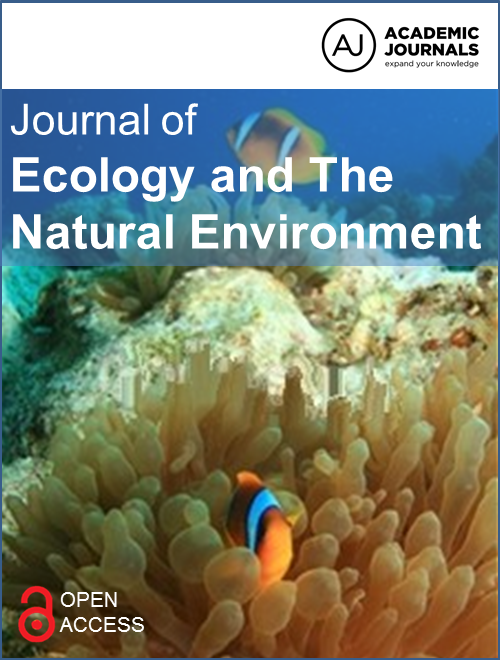 AJ
ACADEMIC
JOURNALS
expand your knowledge
Journal of
Ecology and The
Natural Environment
OPEN
ACCESS